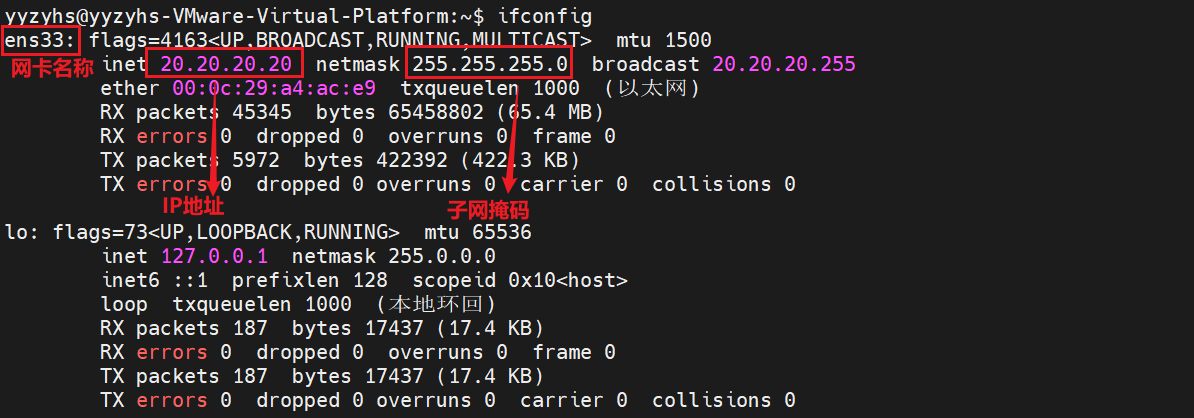 yyzyhs@yyzyhs-VMware-Virtual-Platform:~$ ifconfig
ens33: flags=4163<UP,BROADCAST,RUNNING,MULTICAST>  mtu 1500
网卡名称 inet 20.20.20.20  netmask 255.255.255.0  broadcast 20.20.20.255
ether 00:0c:29:a4:ac:e9  txqueuelen 1000  (以太网)
RX packets 45345  bytes 65458802 (65.4 MB)
RX errors 0  dropped 0  overruns 0  frame 0
TX packets 5972  bytes 422392 (422.3 KB)
TX errors 0  dropped 0 overruns 0  carrier 0  collisions 0
IP地址 子网掩码
lo: flags=73<UP,LOOPBACK,RUNNING>  mtu 65536
inet 127.0.0.1  netmask 255.0.0.0
inet6 ::1  prefixlen 128  scopeid 0x10<host>
loop  txqueuelen 1000  (本地环回)
RX packets 187  bytes 17437 (17.4 KB)
RX errors 0  dropped 0  overruns 0  frame 0
TX packets 187  bytes 17437 (17.4 KB)
TX errors 0  dropped 0 overruns 0  carrier 0  collisions 0